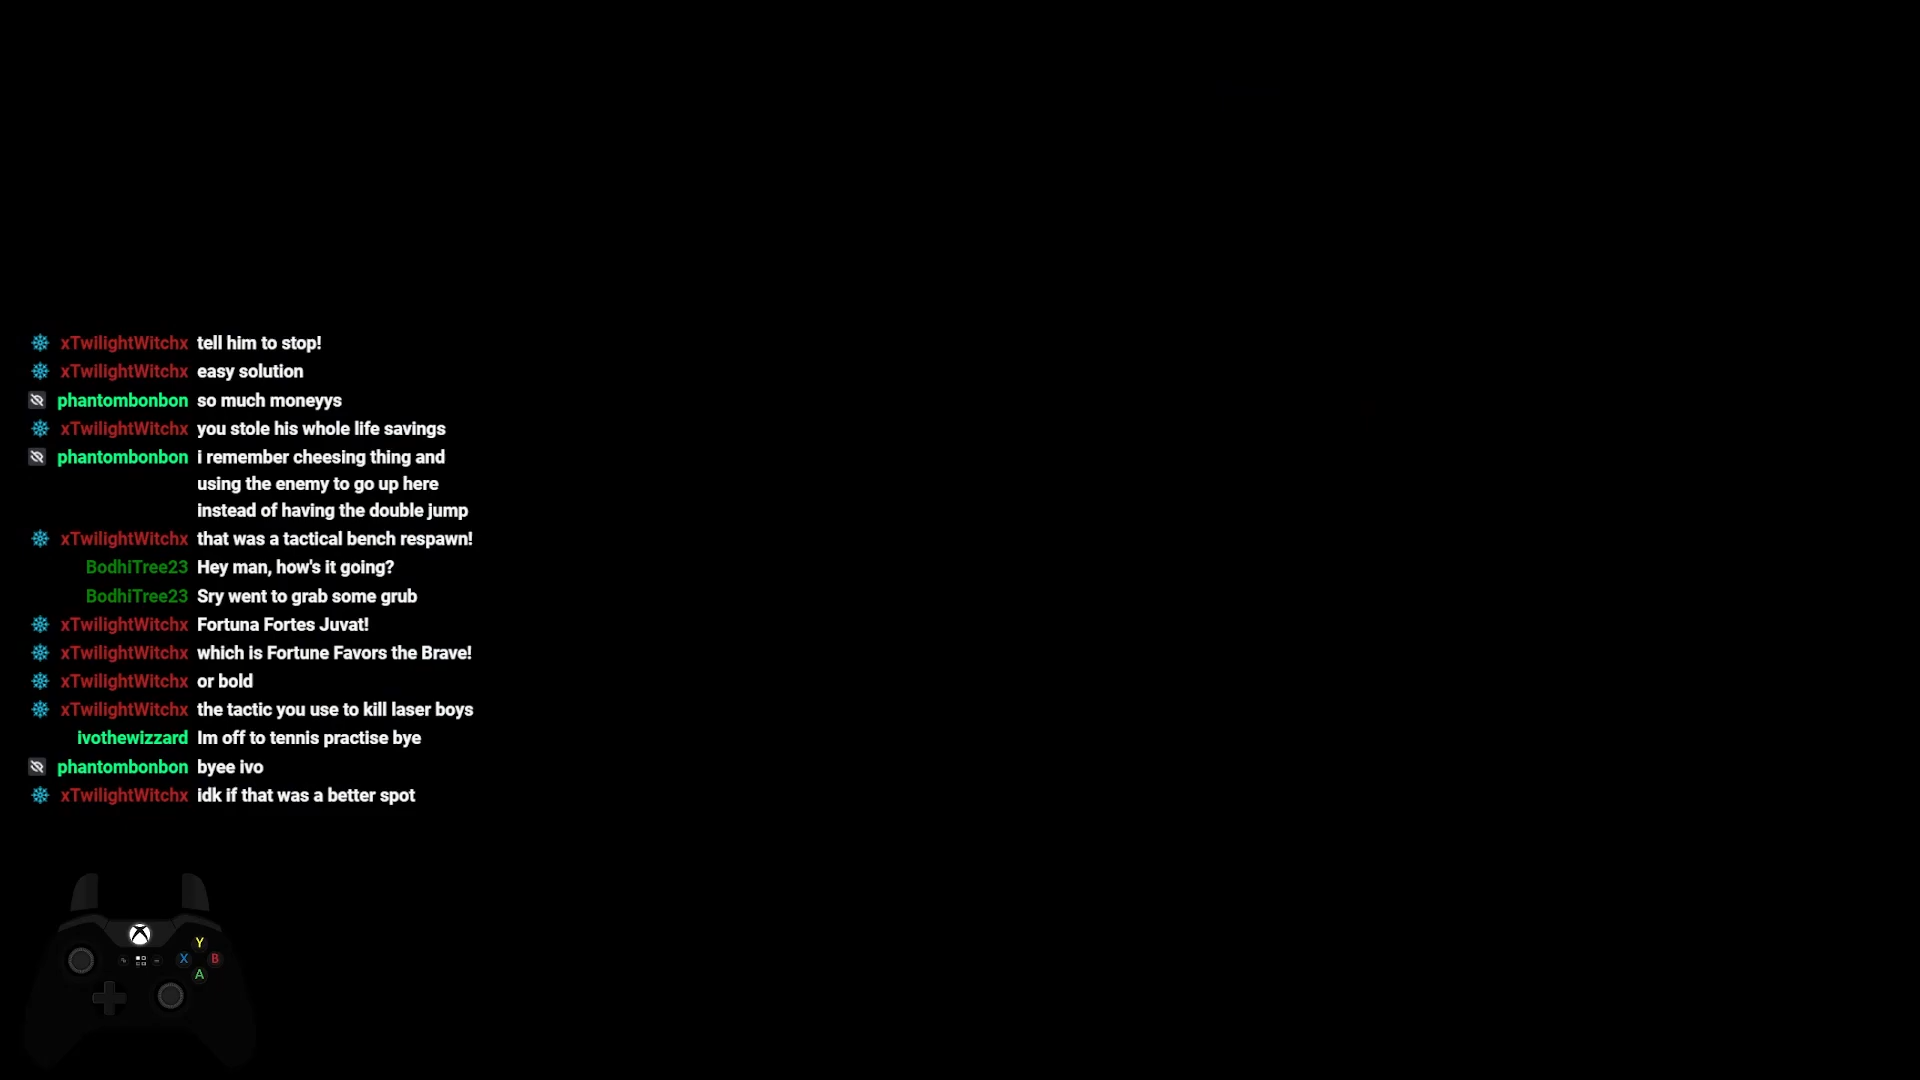 xTwilightWitchx tell him to stop!
xTwilightWitchx easy solution
phantombonbon so much moneyys
xTwilightWitchx you stole his whole life savings
phantombonbon i remember cheesing thing and
using the enemy to go up here
instead of having the double jump
xTwilightWitchx that was a tactical bench respawn!
BodhiTree23 Hey man, how's it going?
BodhiTree23 Sry went to grab some grub
xTwilightWitchx Fortuna Fortes Juvat!
xTwilightWitchx which is Fortune Favors the Brave!
xTwilightWitchx or bold
xTwilightWitchx the tactic you use to kill laser boys
ivothewizzard Im off to tennis practise bye
phantombonbon byee ivo
xTwilightWitchx idk if that was a better spot
Y
X B
A